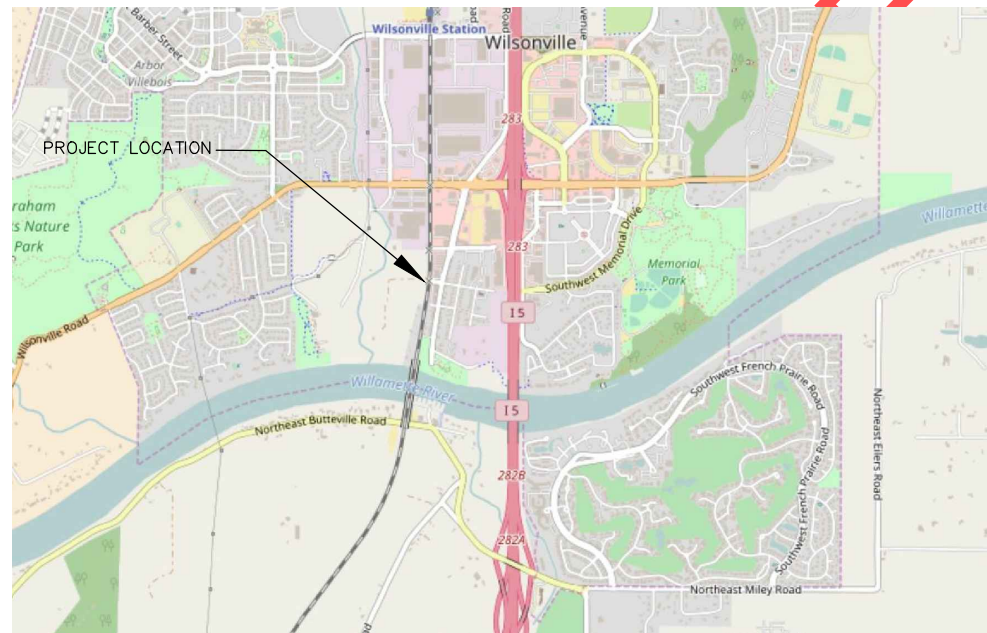 Barber Street
Wilsonville Station
Road
Wilsonville
Arbor
Villebois
283
PROJECT LOCATION
Nature
Park
Willamette
283
Southwest Memorial Drive
Memorial
Park
I 5
Wilsonville Road
Willamette River
Southwest French Prairie Road
I 5
Northeast Butteville Road
Northeast Eilers Road
Southwest French Prairie Road
282B
282A
Northeast Miley Road